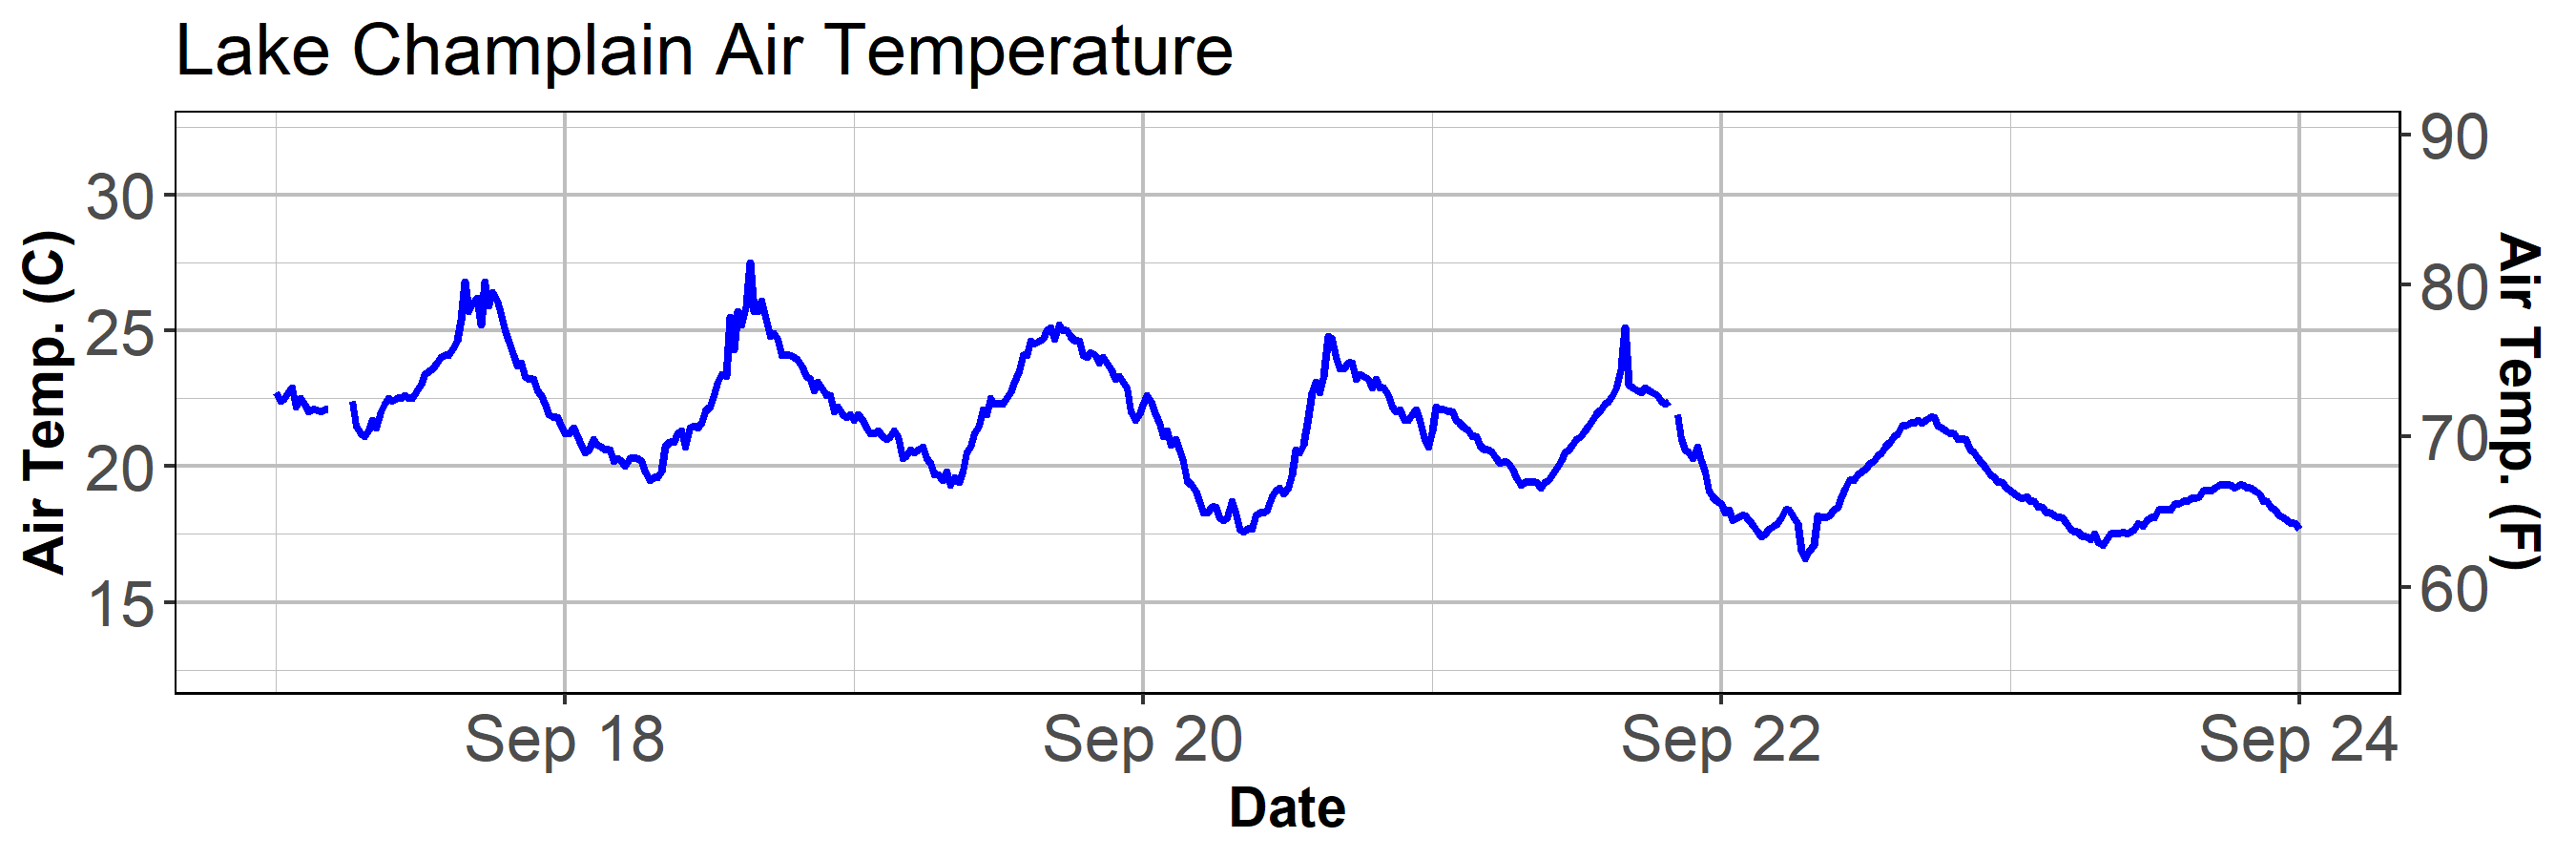 Lake Champlain Air Temperature
Air Temp. (C)
30
25
20
15
90
80
70
60
Air Temp. (F)
Sep 18 Sep 20 Sep 22 Sep 24
Date